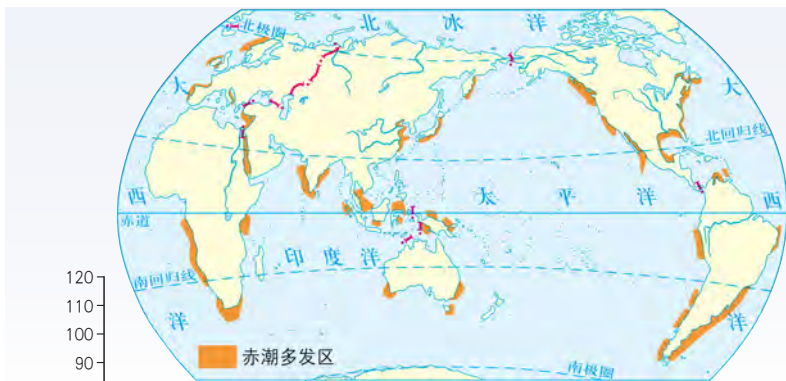 北冰洋
北极圈
大
大
北回归线
西
太平洋
西
赤道
印度洋
南回归线
洋
洋
120
110
100
90
赤潮多发区
南极圈